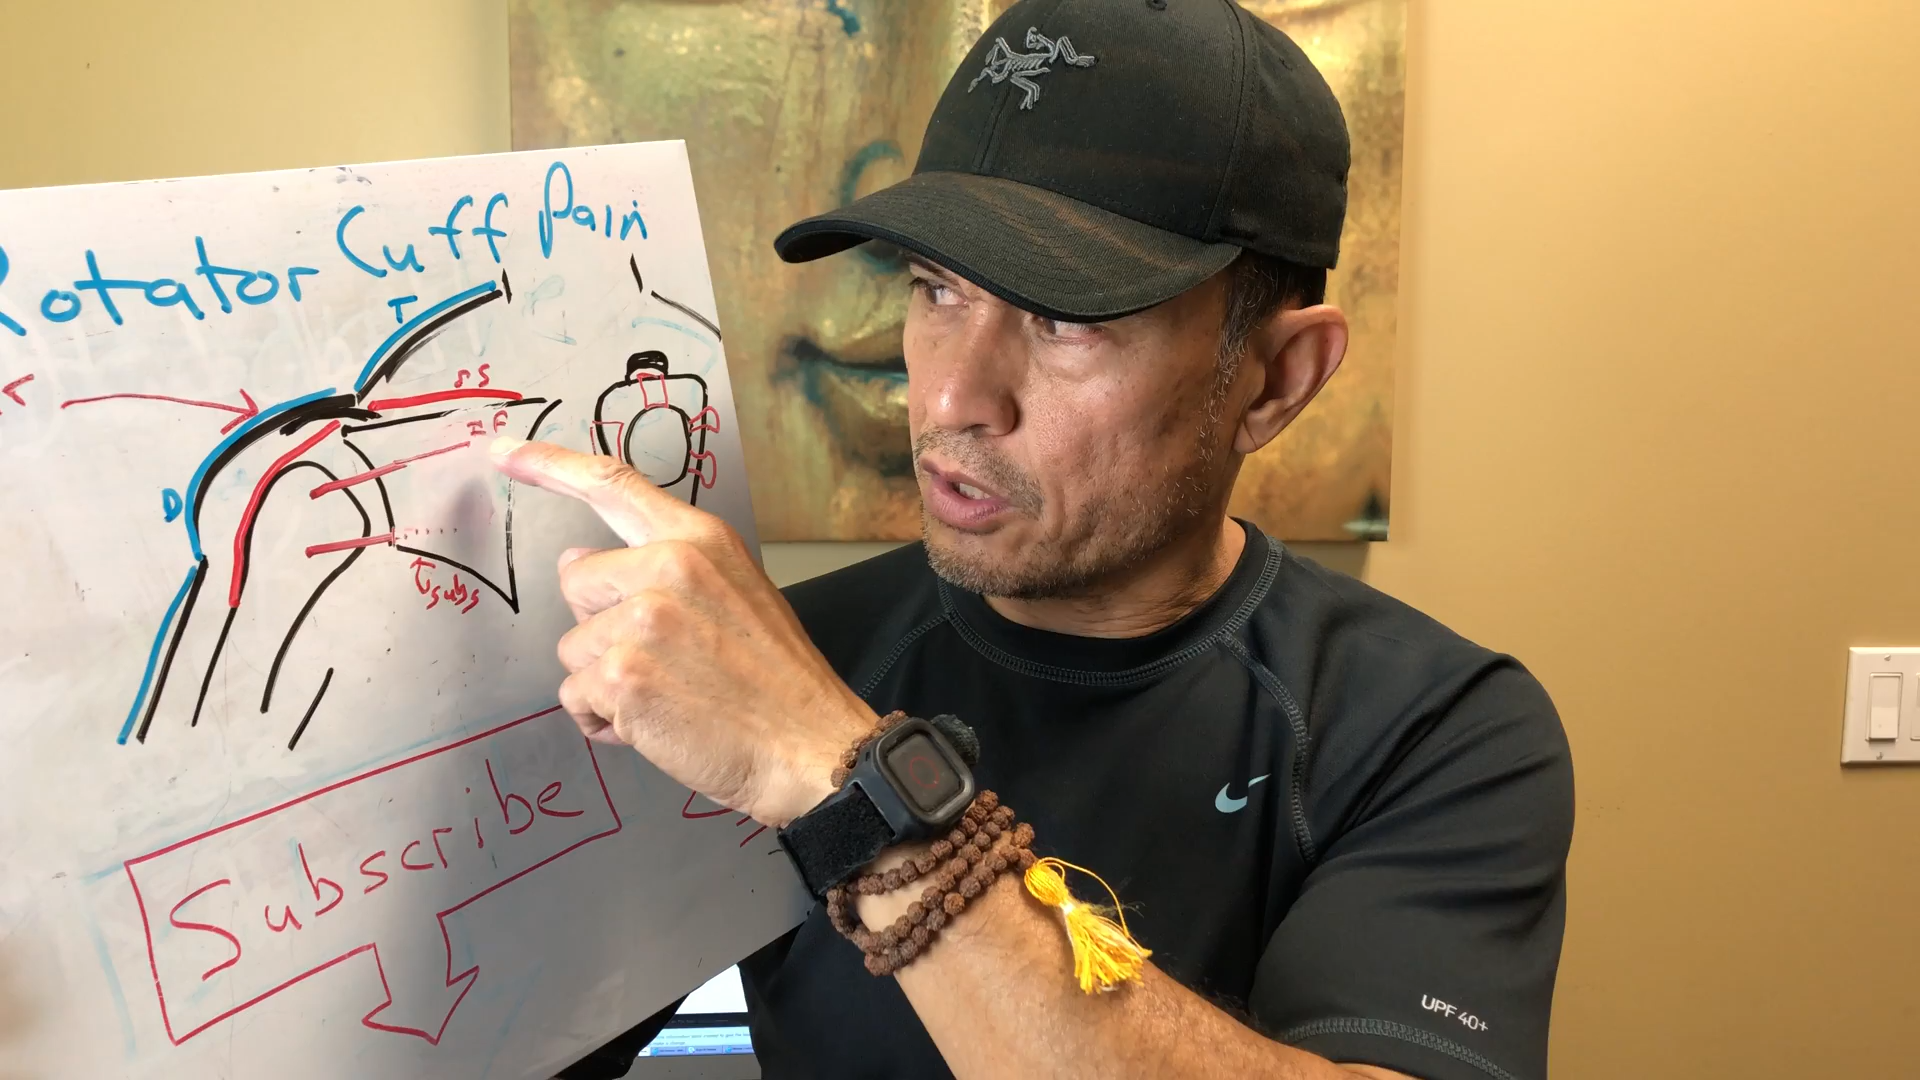 Rotator Cuff Pain
T
SS
IF
D
subs
Subscribe
UPF 40+